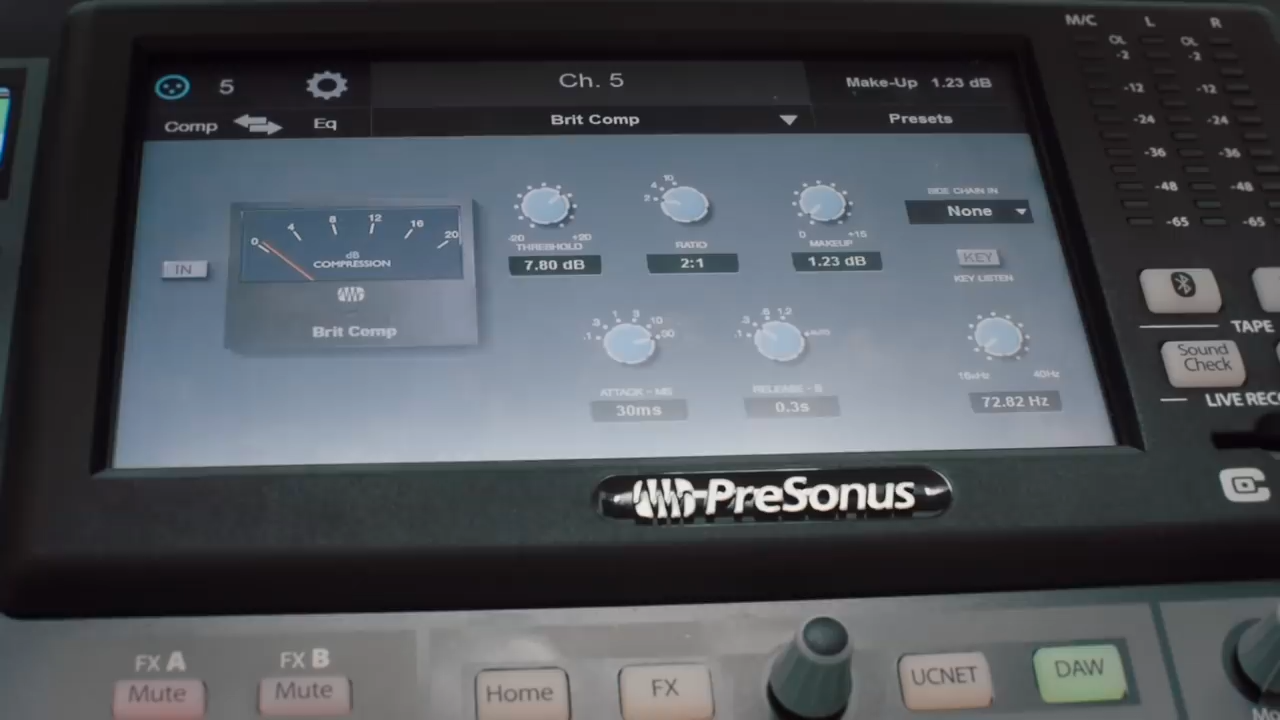 5
Ch. 5
Make-Up 1.23 dB
Comp
Eq
Brit Comp
Presets
IN
0 4 8 12 16 20
dB
COMPRESSION
Brit Comp
-20 +20
THRESHOLD
7.80 dB
2 4 10
RATIO
2:1
0 +15
MAKEUP
1.23 dB
SIDE CHAIN IN
None
KEY
KEY LISTEN
.1 .3 1 3 10 30
ATTACK - MS
30ms
.1 .3 .6 1.2 AUTO
RELEASE - S
0.3s
16kHz 40Hz
72.82 Hz
M/C L R
OL OL
-2 -2
-12 -12
-24 -24
-36 -36
-48 -48
-65 -65
TAPE
Sound
Check
LIVE REC
PreSonus
FX A
Mute
FX B
Mute
Home
FX
UCNET
DAW